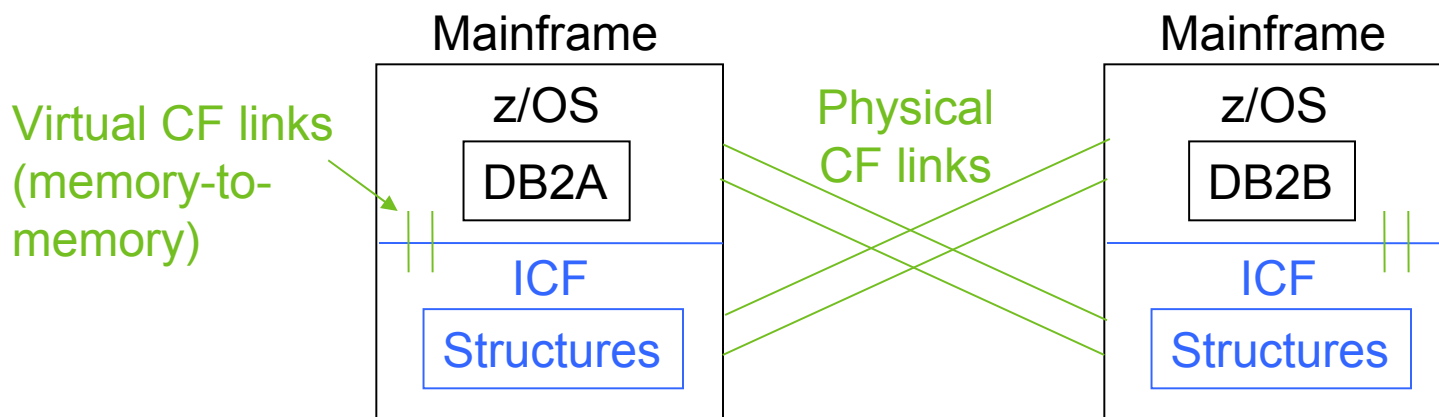 Mainframe
z/OS
DB2A
ICF
Structures
Virtual CF links
(memory-to-
memory)
Physical
CF links
Mainframe
z/OS
DB2B
ICF
Structures